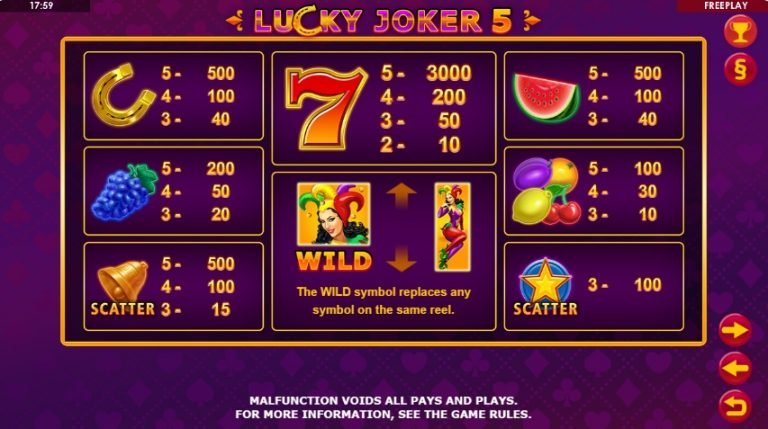 17:59
FREEPLAY
LUCKY JOKER 5
§
5 - 500
4 - 100
3 - 40
7
5 - 3000
4 - 200
3 - 50
2 - 10
5 - 500
4 - 100
3 - 40
5 - 200
4 - 50
3 - 20
WILD
The WILD symbol replaces any
symbol on the same reel.
5 - 100
4 - 30
3 - 10
SCATTER
5 - 500
4 - 100
3 - 15
SCATTER
3 - 100
MALFUNCTION VOIDS ALL PAYS AND PLAYS.
FOR MORE INFORMATION, SEE THE GAME RULES.